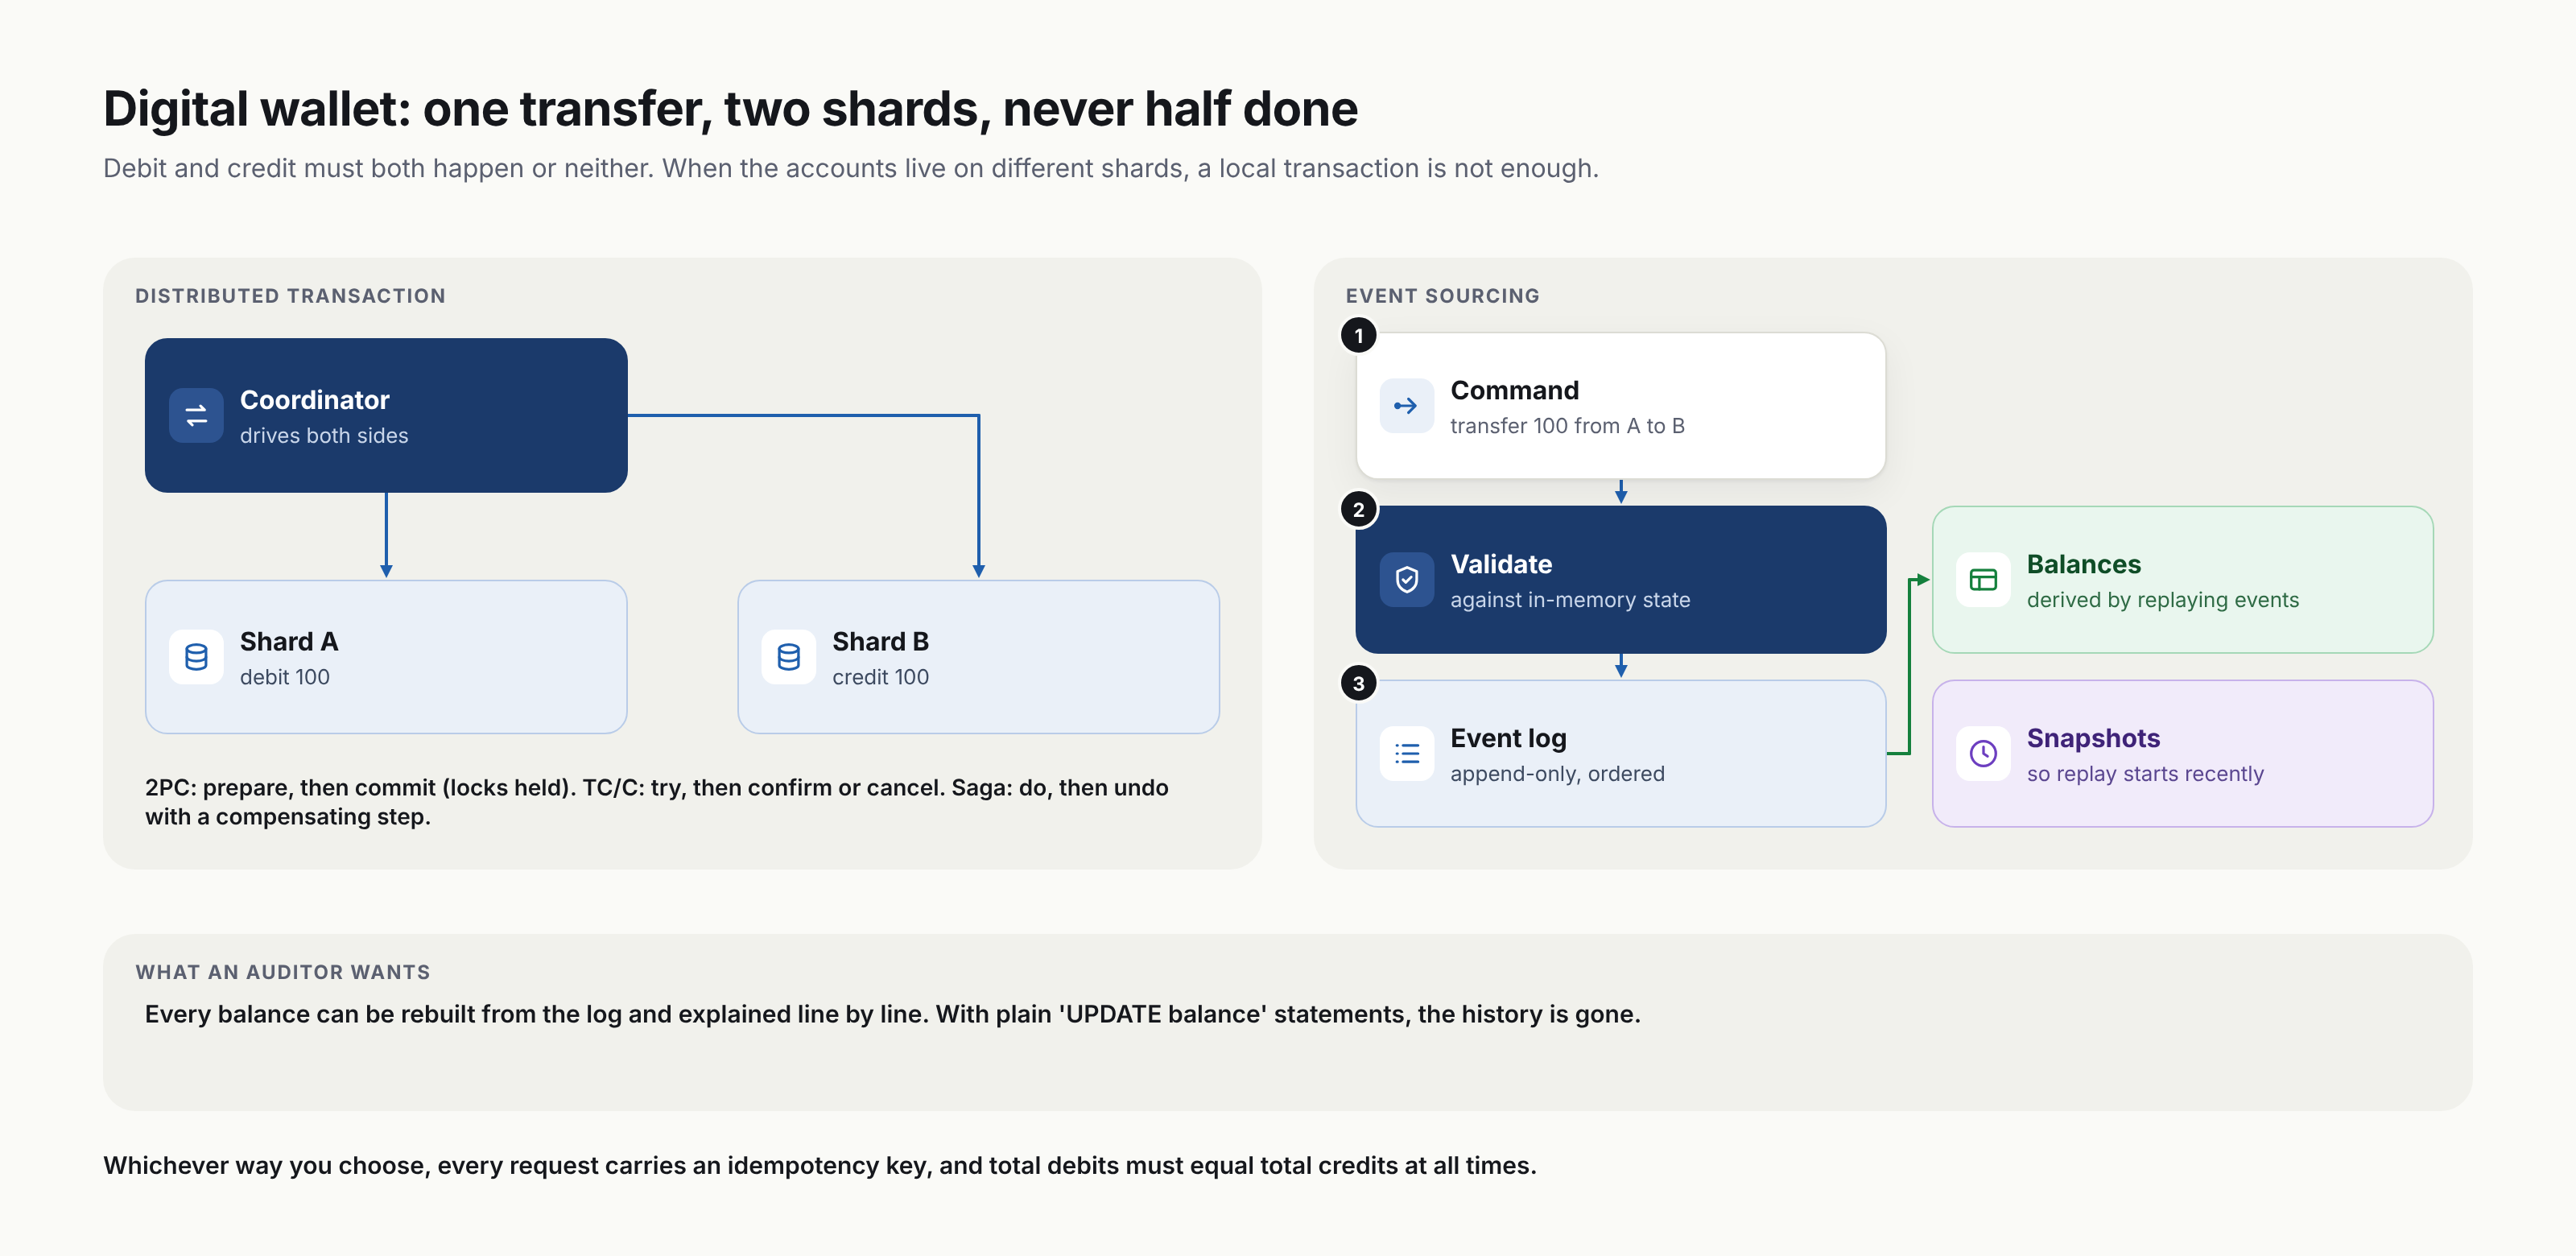 Digital wallet: one transfer, two shards, never half done
Debit and credit must both happen or neither. When the accounts live on different shards, a local transaction is not enough.
DISTRIBUTED TRANSACTION
Coordinator
drives both sides
Shard A
debit 100
Shard B
credit 100
2PC: prepare, then commit (locks held). TC/C: try, then confirm or cancel. Saga: do, then undo
with a compensating step.
EVENT SOURCING
1
Command
transfer 100 from A to B
2
Validate
against in-memory state
Balances
derived by replaying events
3
Event log
append-only, ordered
Snapshots
so replay starts recently
WHAT AN AUDITOR WANTS
Every balance can be rebuilt from the log and explained line by line. With plain 'UPDATE balance' statements, the history is gone.
Whichever way you choose, every request carries an idempotency key, and total debits must equal total credits at all times.